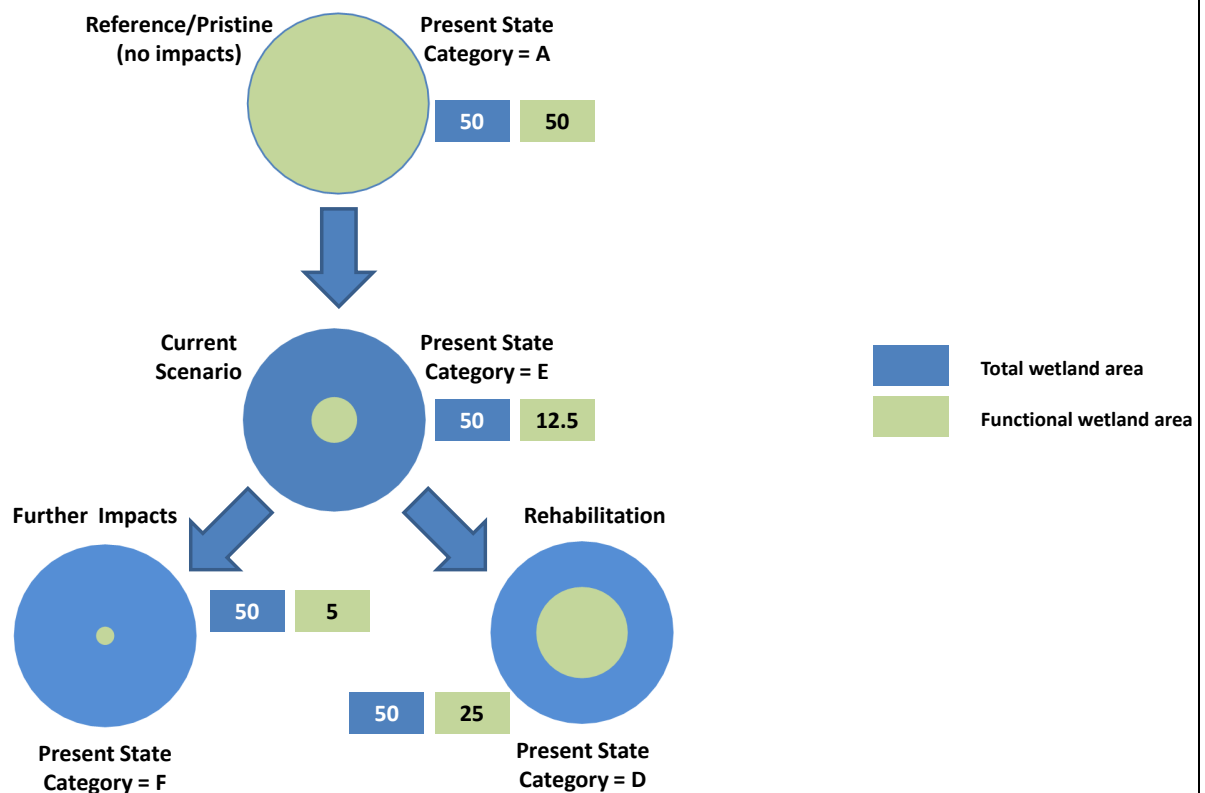 Reference/Pristine
(no impacts)
Present State
Category = A
50
50
Current
Scenario
Present State
Category = E
50
12.5
Total wetland area
Functional wetland area
Further Impacts
Rehabilitation
50
5
50
25
Present State
Category = F
Present State
Category = D